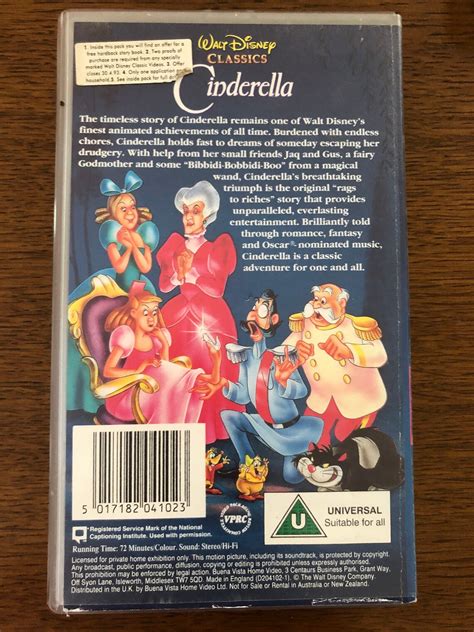 1. Inside this pack you will find an offer for a
free hardback story book. 2. Two proofs of
purchase are required from any specially
marked Walt Disney Classic Videos. 3. Offer
closes 30.4.93. 4. Only one application per
household. 5. See inside pack for full
WALT DISNEY
CLASSICS
Cinderella
The timeless story of Cinderella remains one of Walt Disney's
finest animated achievements of all time. Burdened with endless
chores, Cinderella holds fast to dreams of someday escaping her
drudgery. With help from her small friends Jaq and Gus, a fairy
Godmother and some "Bibbidi-Bobbidi-Boo" from a magical
wand, Cinderella's breathtaking
triumph is the original "rags
to riches" story that provides
unparalleled, everlasting
entertainment. Brilliantly told
through romance, fantasy
and Oscar® nominated music,
Cinderella is a classic
adventure for one and all.
5 017182 041023
VPRC
U
UNIVERSAL
Suitable for all
Registered Service Mark of the National
Captioning Institute. Used with permission.
Running Time: 72 Minutes/Colour. Sound: Stereo/Hi-Fi
Licensed for private home exhibition only. This motion picture, including its soundtrack, is protected by copyright.
Any broadcast, public performance, diffusion, copying or editing is prohibited unless expressly authorised.
This prohibition may be enforced by legal action. Buena Vista Home Video, 3 Centaurs Business Park, Grant Way,
Off Syon Lane, Isleworth, Middlesex TW7 5QD. Made in England (D204102-1). © The Walt Disney Company.
Distributed in the U.K. by Buena Vista Home Video Ltd. Not for Sale or Rental in Australia or New Zealand.